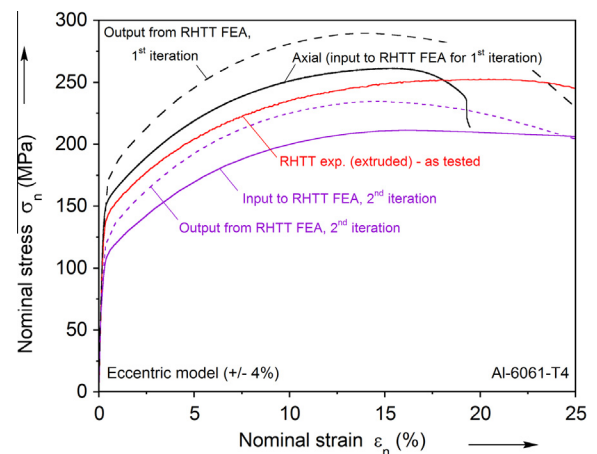 Output from RHTT FEA,
1st iteration
Axial (input to RHTT FEA for 1st iteration)
RHTT exp. (extruded) - as tested
Input to RHTT FEA, 2nd iteration
Output from RHTT FEA, 2nd iteration
Eccentric model (+/- 4%)
Al-6061-T4
Nominal stress σn (MPa)
300
250
200
150
100
50
0
0
5
10
15
20
25
Nominal strain εn (%)